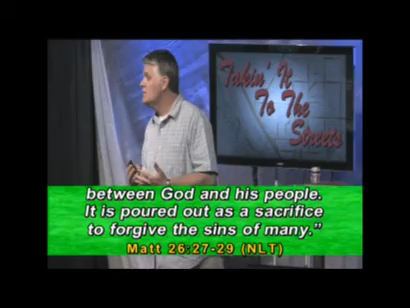 Takin' It
To The
Streets
between God and his people.
It is poured out as a sacrifice
to forgive the sins of many."
Matt 26:27-29 (NLT)